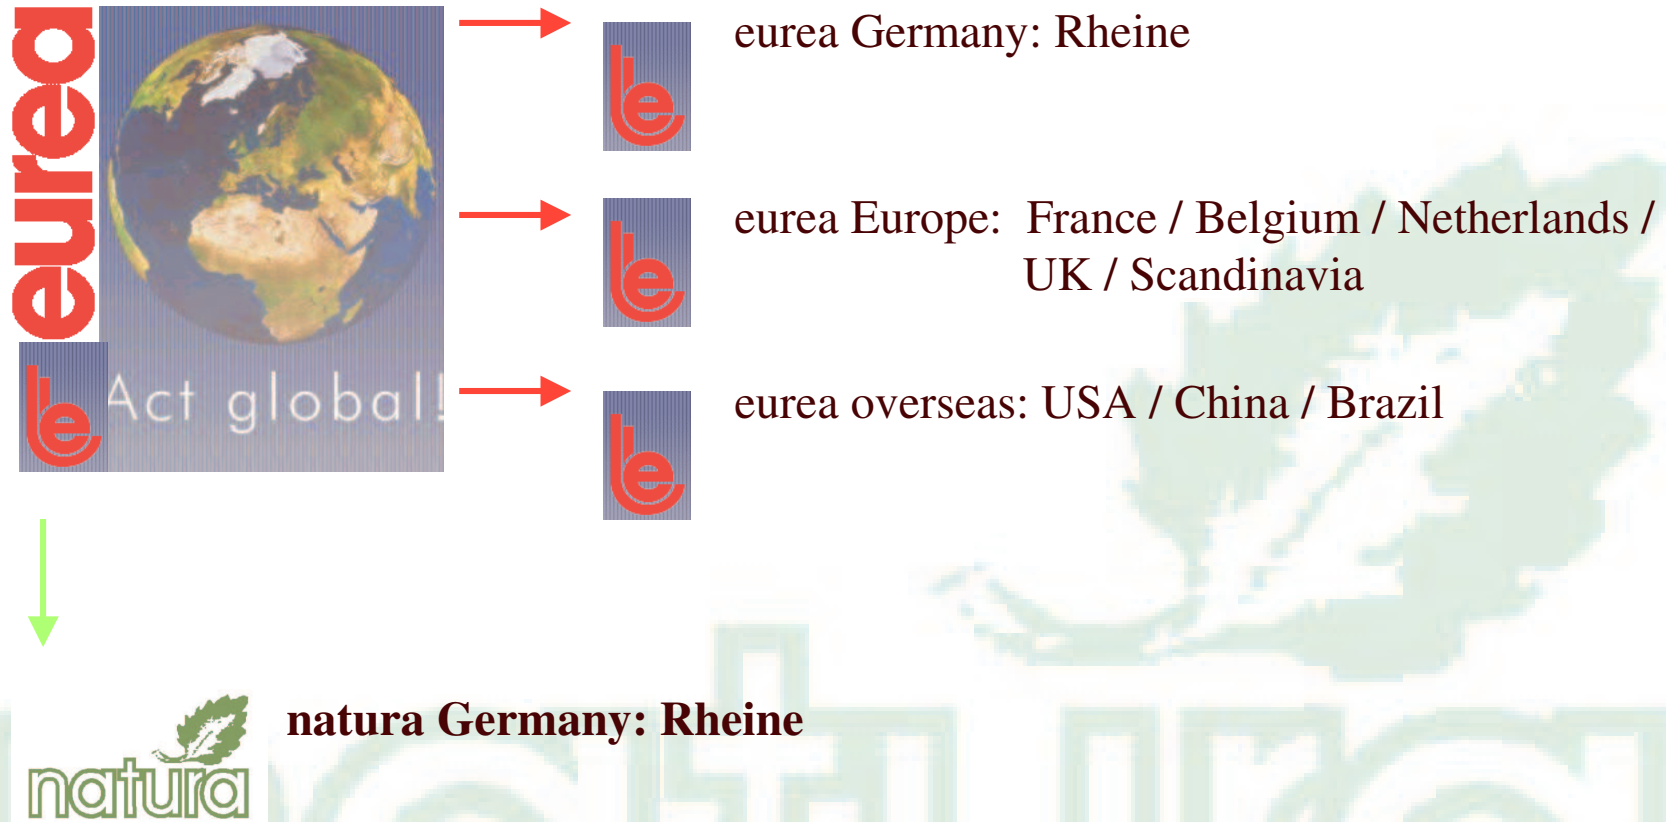 eurea
Act global!
eurea Germany: Rheine
eurea Europe: France / Belgium / Netherlands /
UK / Scandinavia
eurea overseas: USA / China / Brazil
natura Germany: Rheine
natura
natura